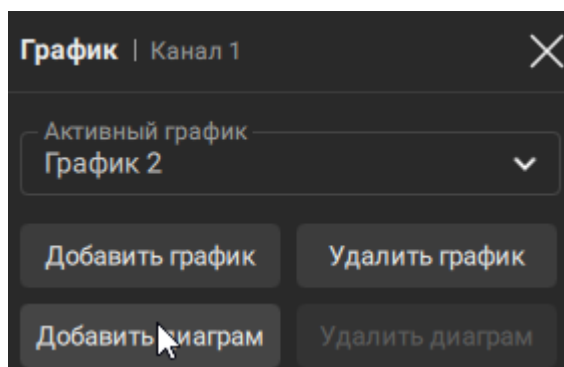 График | Канал 1
Активный график
График 2
Добавить график Удалить график
Добавить диаграм Удалить диаграм